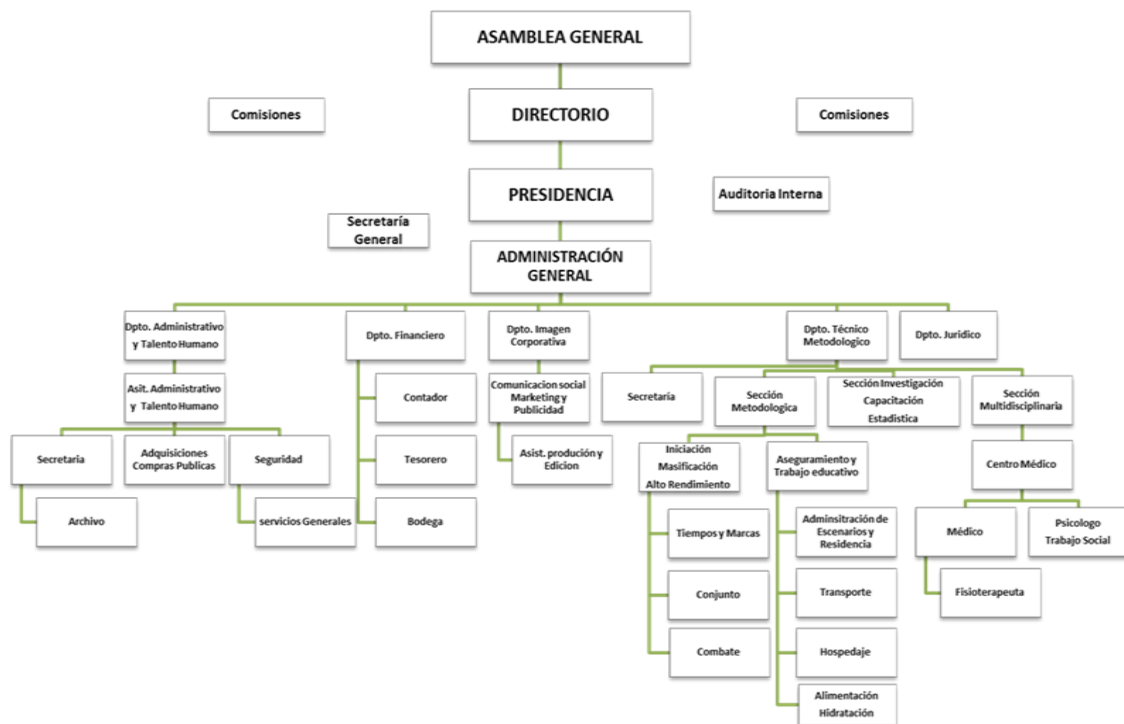 ASAMBLEA GENERAL
Comisiones
DIRECTORIO
Comisiones
PRESIDENCIA
Auditoria Interna
Secretaría
General
ADMINISTRACIÓN
GENERAL
Dpto. Administrativo
y Talento Humano
Dpto. Financiero
Dpto. Imagen
Corporativa
Dpto. Técnico
Metodologico
Dpto. Juridico
Asit. Administrativo
y Talento Humano
Contador
Comunicacion social
Marketing y
Publicidad
Secretaría
Sección
Metodologica
Sección Investigación
Capacitación
Estadistica
Sección
Multidisciplinaria
Secretaria
Adquisiciones
Compras Publicas
Seguridad
Tesorero
Asist. produción y
Edicion
Iniciación
Masificación
Alto Rendimiento
Aseguramiento y
Trabajo educativo
Centro Médico
Archivo
servicios Generales
Bodega
Tiempos y Marcas
Adminsitración de
Escenarios y
Residencia
Médico
Psicologo
Trabajo Social
Conjunto
Transporte
Fisioterapeuta
Combate
Hospedaje
Alimentación
Hidratación